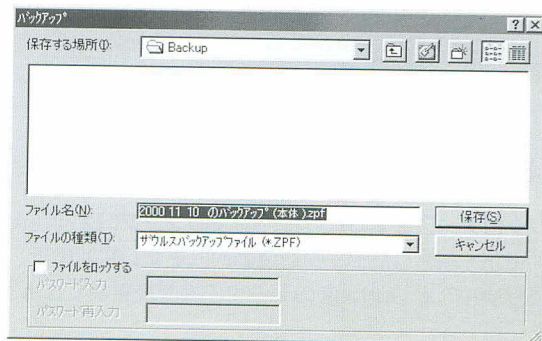 バックアップ
保存する場所(I):
Backup
ファイル名(N):
2000 11 10 のバックアップ(本体).zpf
保存(S)
ファイルの種類(T):
ザウルスバックアップファイル (*.ZPF)
キャンセル
ファイルをロックする
パスワード入力
パスワード再入力